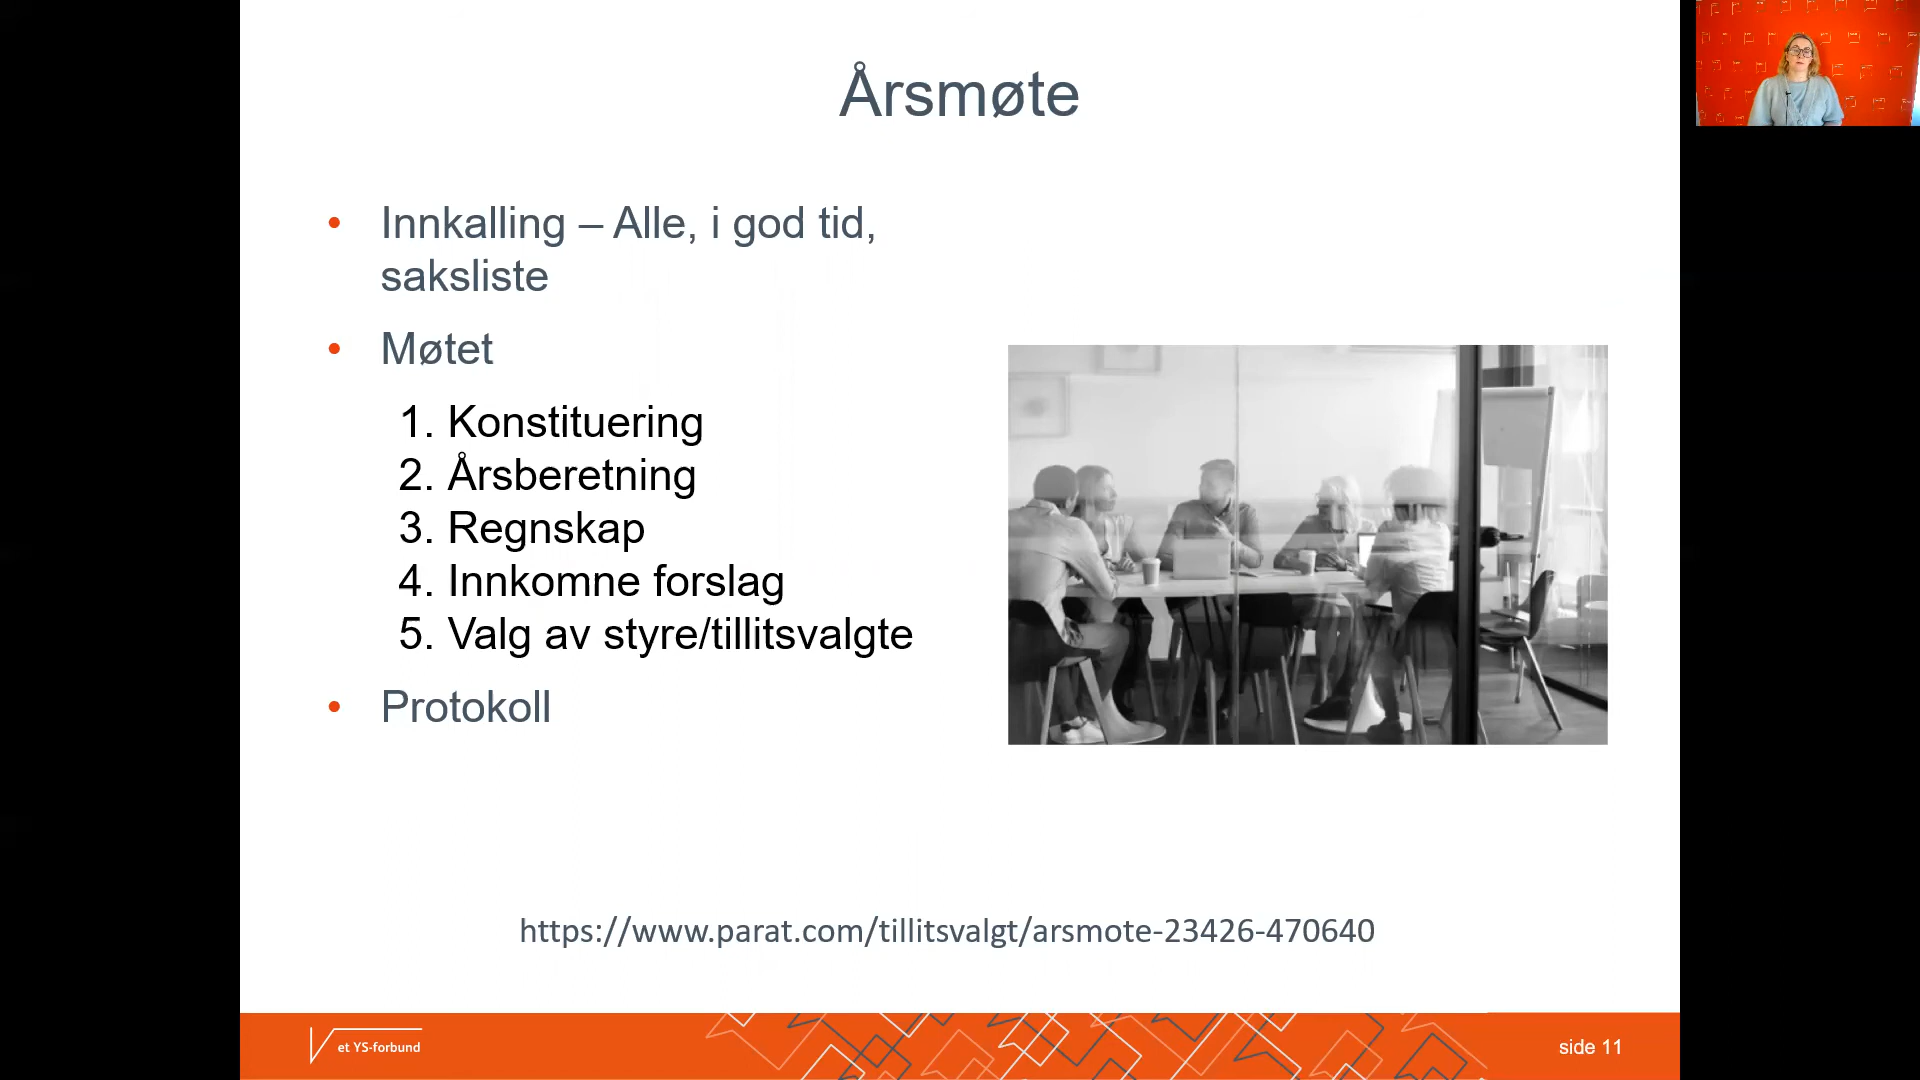 Årsmøte
• Innkalling – Alle, i god tid,
saksliste
• Møtet
1. Konstituering
2. Årsberetning
3. Regnskap
4. Innkomne forslag
5. Valg av styre/tillitsvalgte
• Protokoll
https://www.parat.com/tillitsvalgt/arsmote-23426-470640
et YS-forbund
side 11